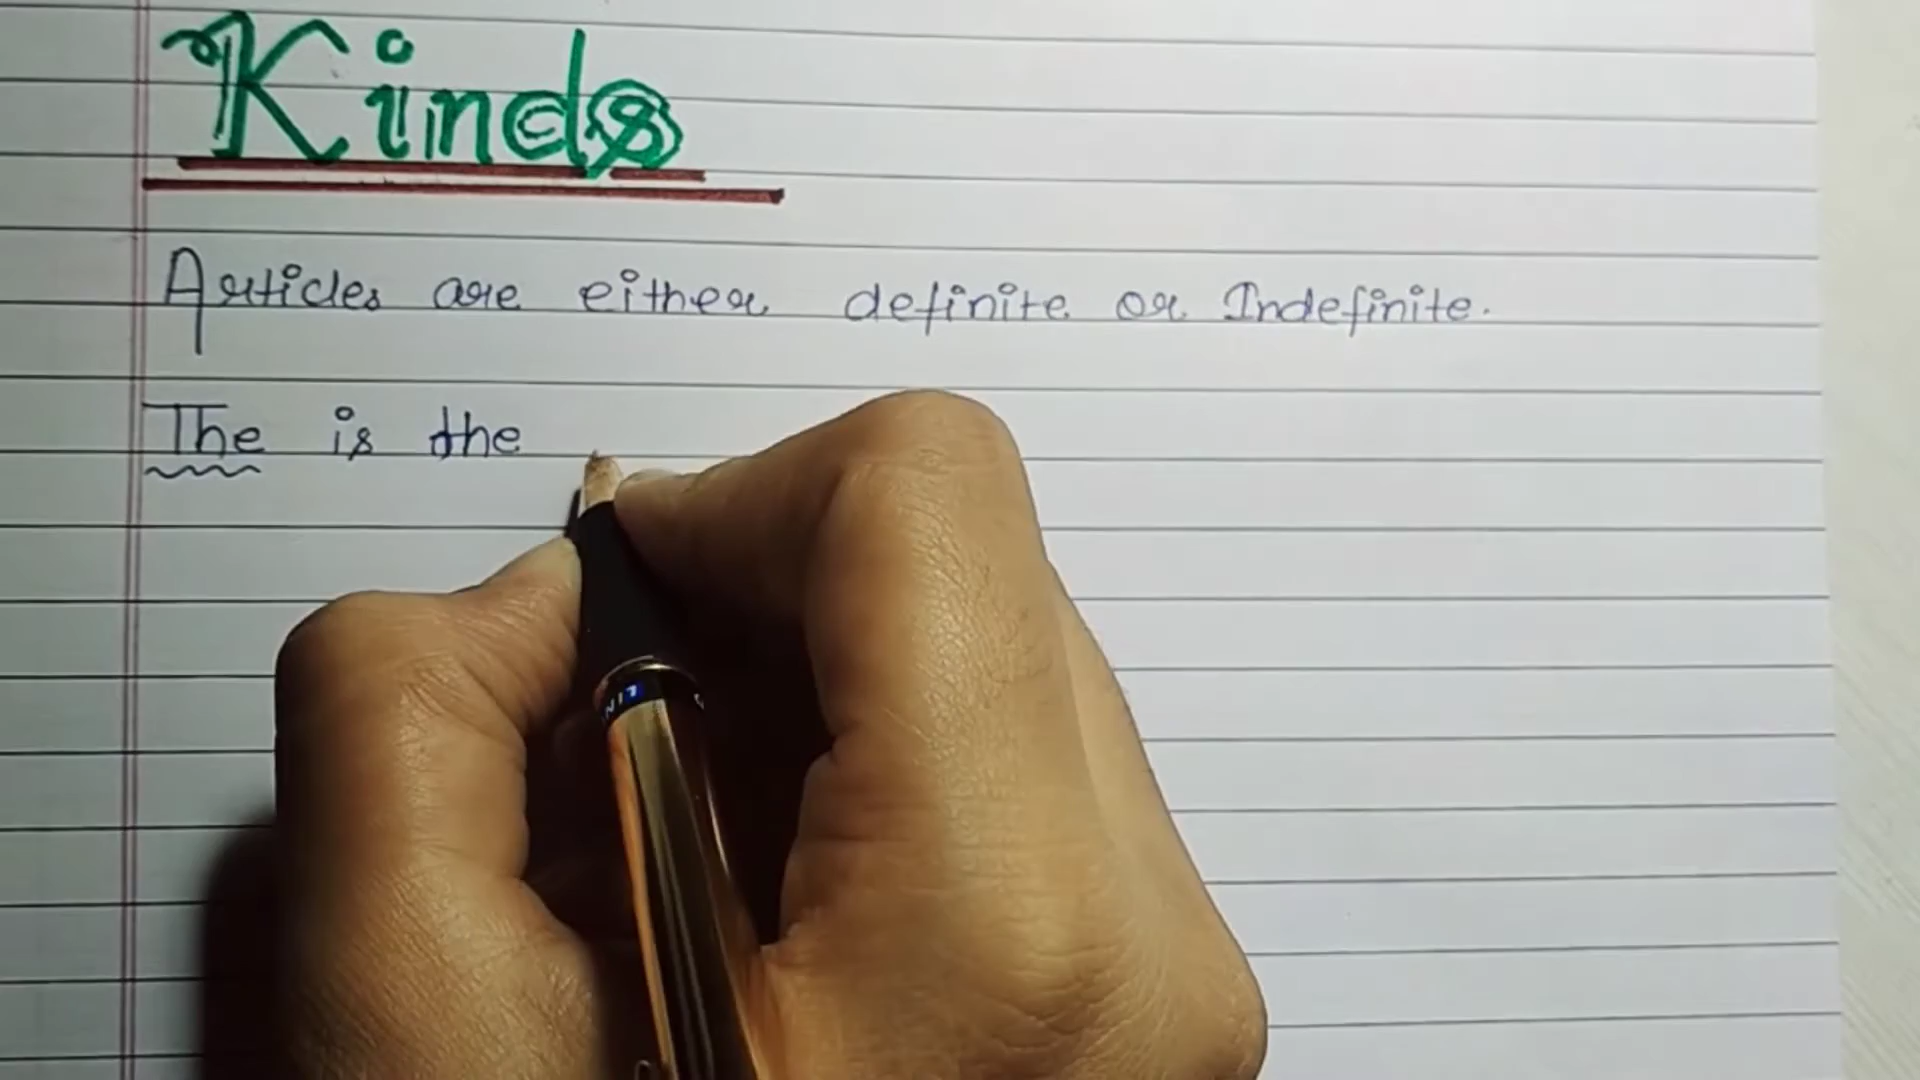 Kinds
Articles are either definite or Indefinite.
The is the